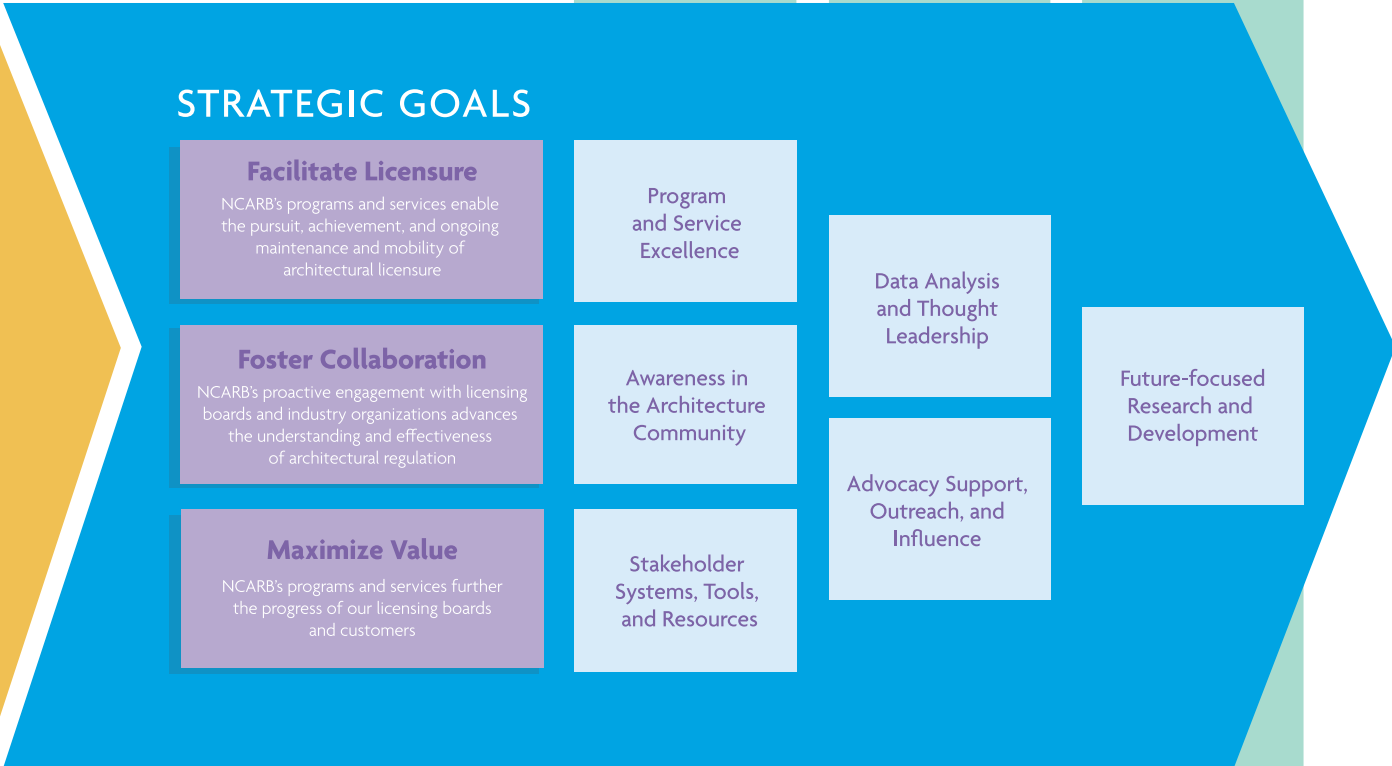 STRATEGIC GOALS
Facilitate Licensure
NCARB's programs and services enable
the pursuit, achievement, and ongoing
maintenance and mobility of
architectural licensure
Foster Collaboration
NCARB's proactive engagement with licensing
boards and industry organizations advances
the understanding and effectiveness
of architectural regulation
Maximize Value
NCARB's programs and services further
the progress of our licensing boards
and customers
Program
and Service
Excellence
Awareness in
the Architecture
Community
Stakeholder
Systems, Tools,
and Resources
Data Analysis
and Thought
Leadership
Advocacy Support,
Outreach, and
Influence
Future-focused
Research and
Development